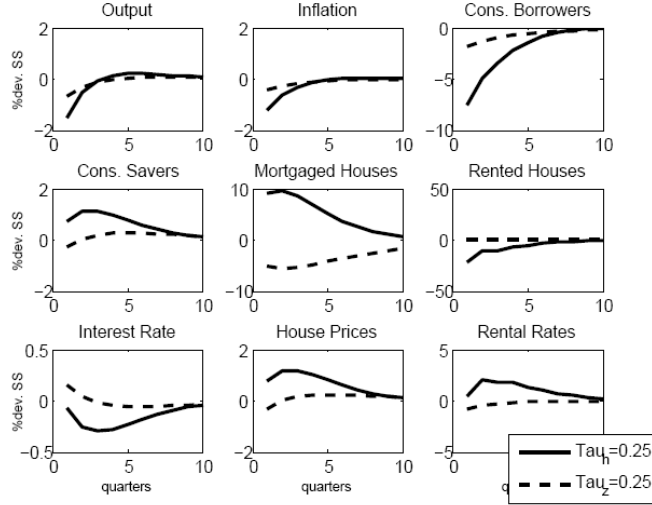 Output Inflation Cons. Borrowers
%dev. SS
2 0 -2
0 5 10
2 0 -2
0 5 10
0 -5 -10
0 5 10
Cons. Savers Mortgaged Houses Rented Houses
%dev. SS
2 0 -2
0 5 10
10 0 -10
0 5 10
50 0 -50
0 5 10
Interest Rate House Prices Rental Rates
%dev. SS
0.5 0 -0.5
0 5 10
2 0 -2
0 5 10
5 0 -5
0
quarters quarters
Tau_h=0.25
Tau_z=0.25